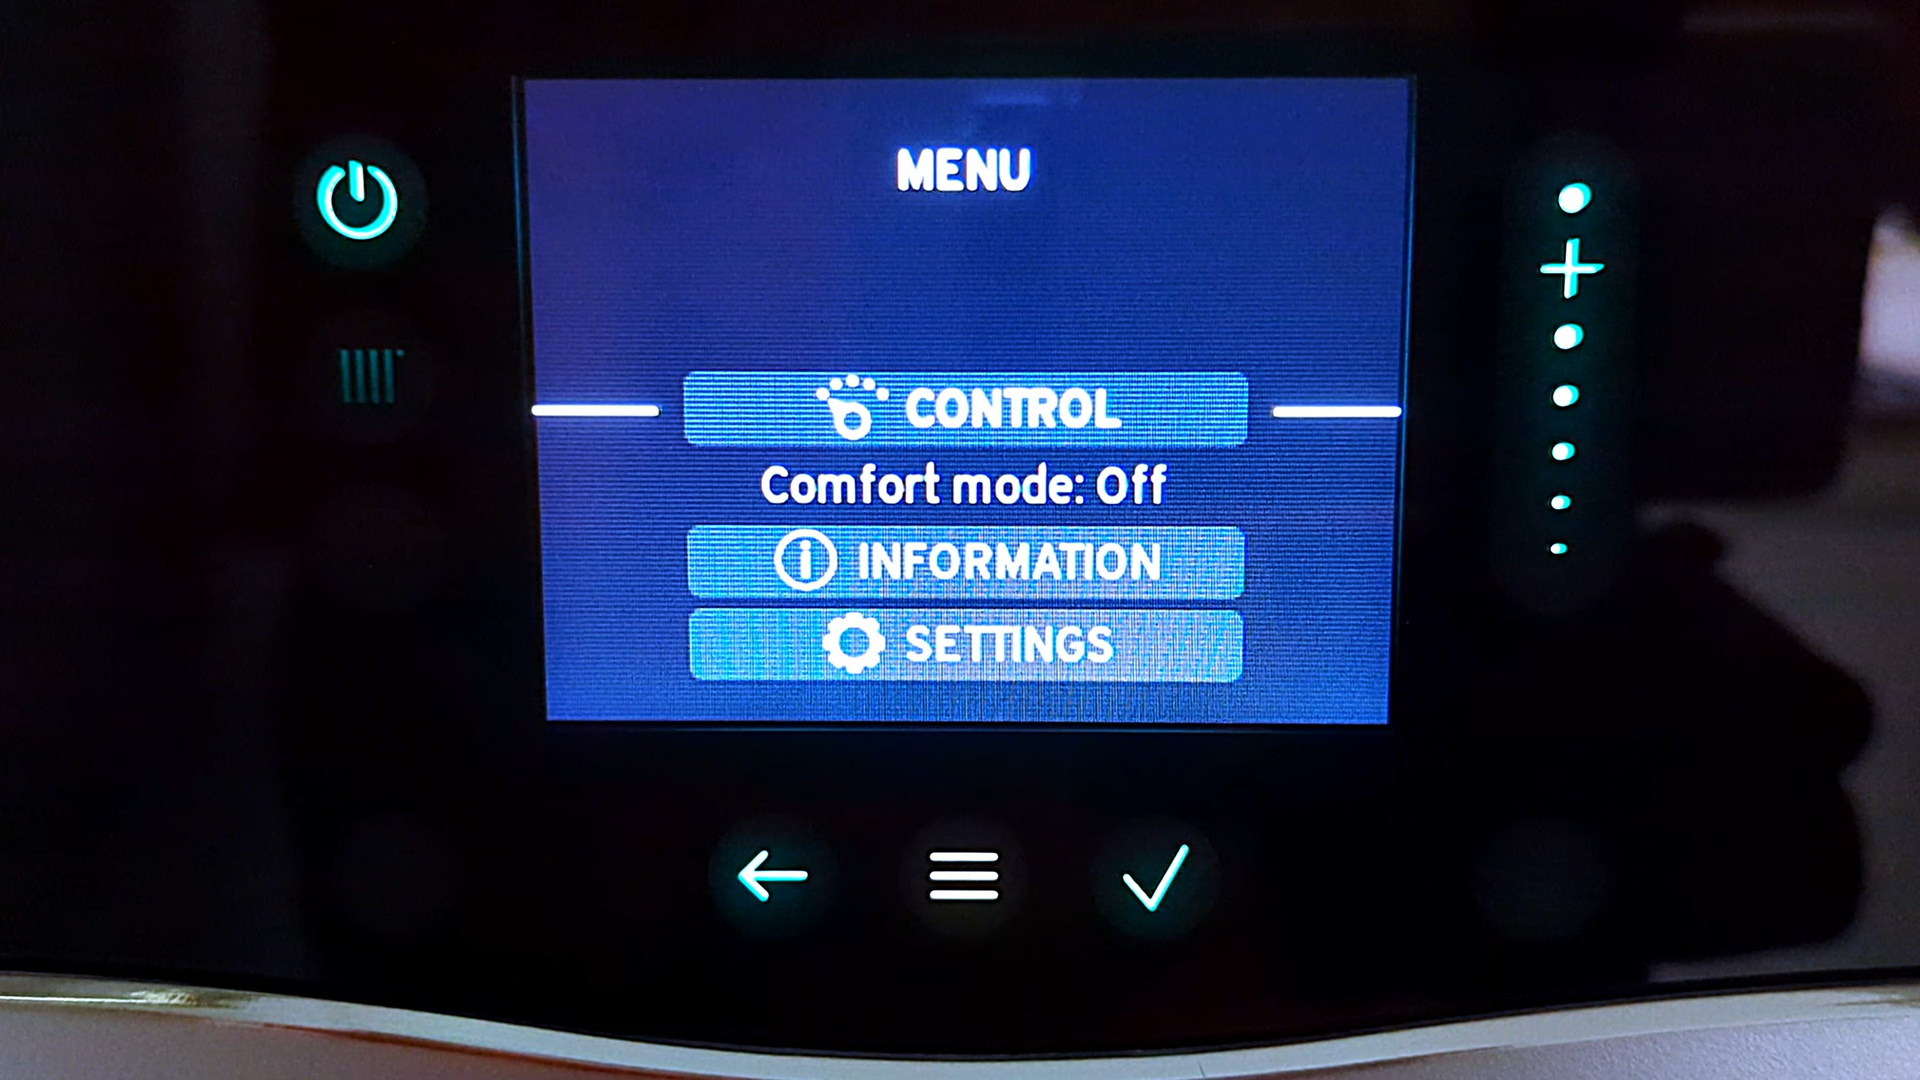 MENU
CONTROL
Comfort mode: Off
INFORMATION
SETTINGS